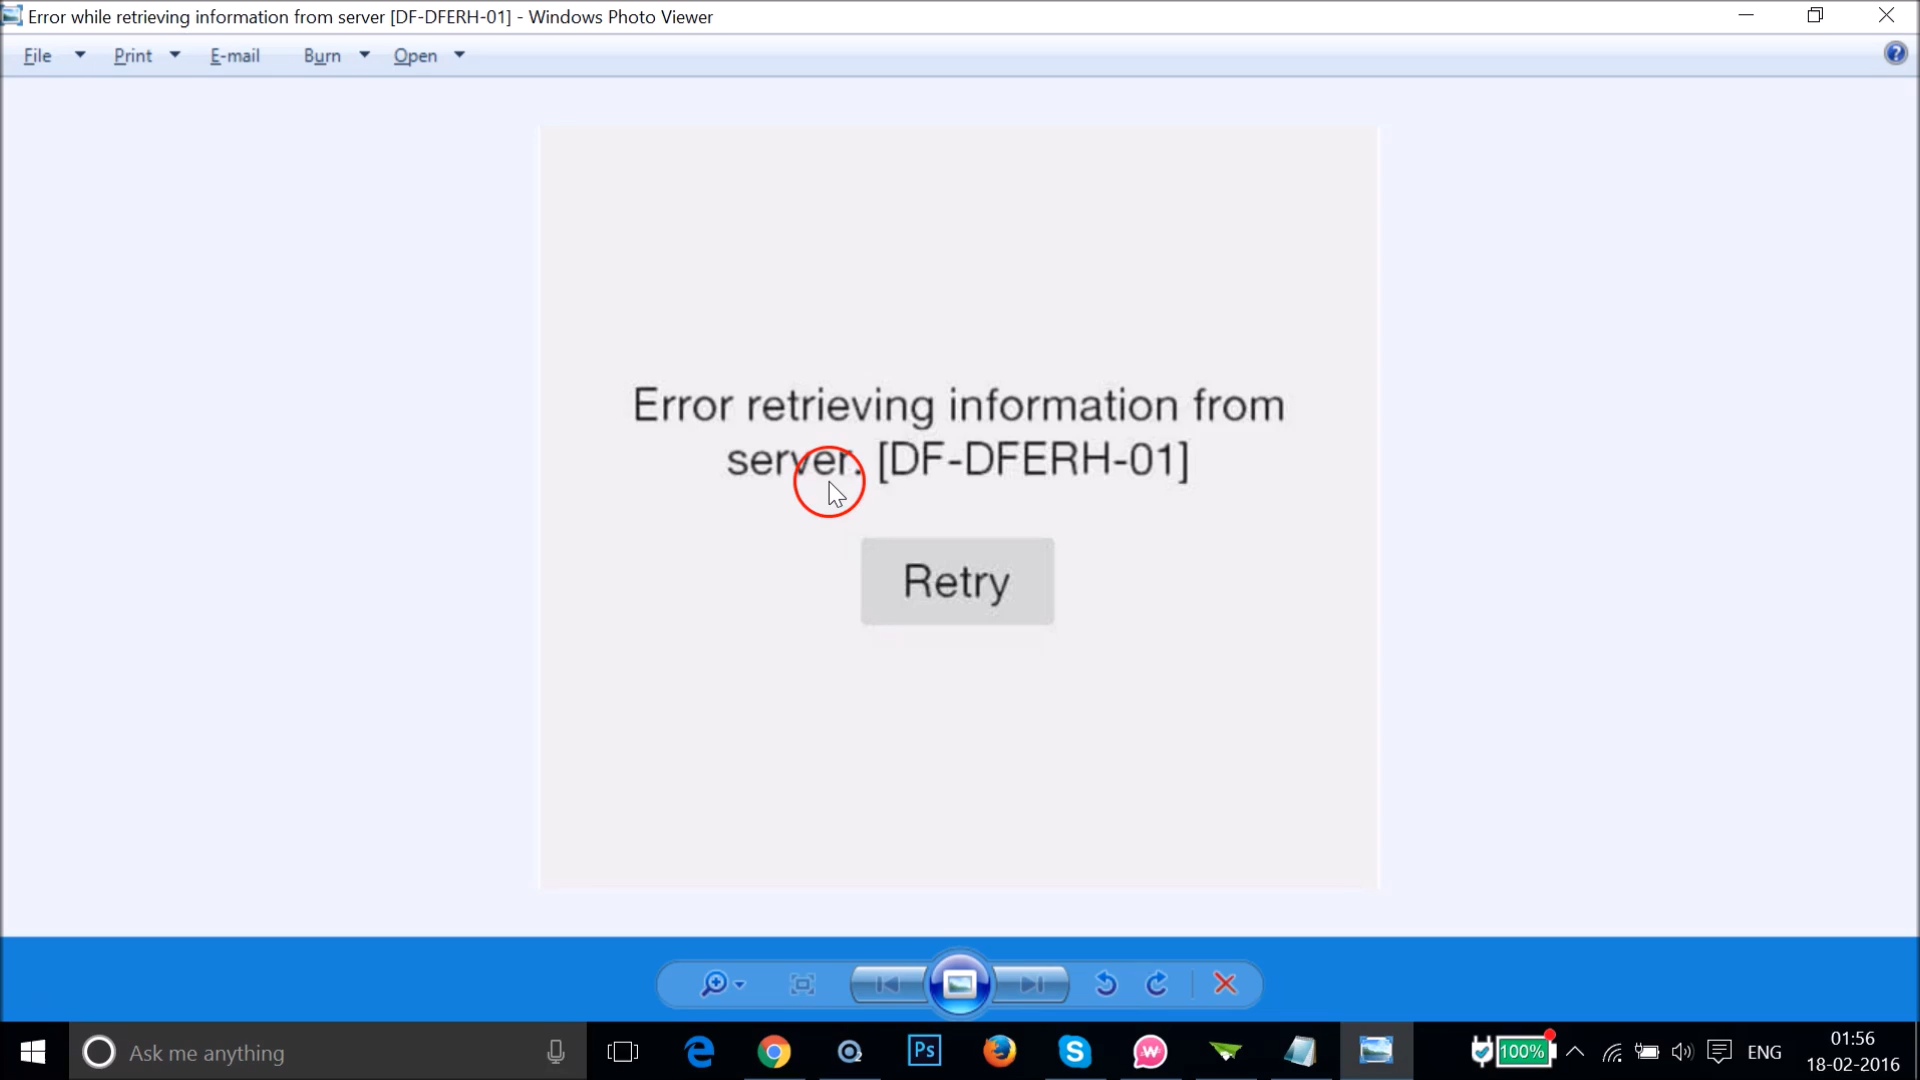 Error while retrieving information from server [DF-DFERH-01] - Windows Photo Viewer
File Print E-mail Burn Open
Error retrieving information from
server. [DF-DFERH-01]
Retry
Ask me anything
Ps
W
100%
ENG
01:56
18-02-2016